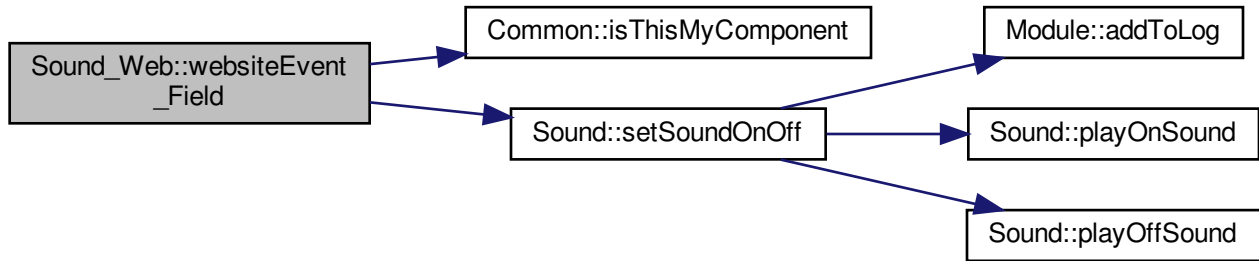 Sound_Web::websiteEvent
_Field
Common::isThisMyComponent
Sound::setSoundOnOff
Module::addToLog
Sound::playOnSound
Sound::playOffSound